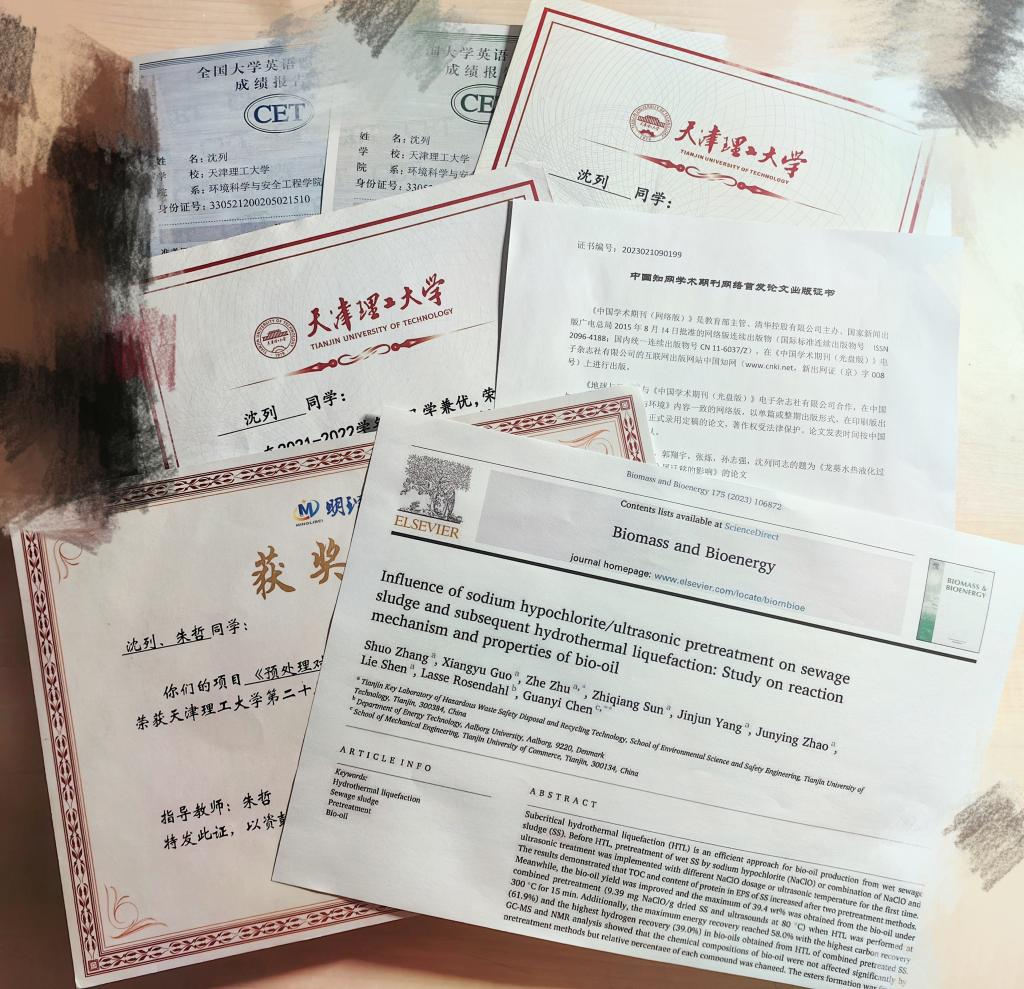 全国大学英语
成绩报告
CET
姓 名：沈列
学 校：天津理工大学
院 系：环境科学与安全工程学院
身份证号：330521200205021510
国大学英语
成绩报
CE
姓 名：沈列
学 校：天津理工大学
院 系：环境科学与安
身份证号：3305
天津理工大学
TIANJIN UNIVERSITY OF TECHNOLOGY
沈列 同学：
天津理工大学
TIANJIN UNIVERSITY OF TECHNOLOGY
沈列 同学：
学兼优，荣
2021-2022学年
证书编号：2023021090199
中国知网学术期刊网络首发论文出版证书
《中国学术期刊（网络版）》是教育部主管、清华控股有限公司主办、国家新闻出
版广电总局 2015 年 8 月 14 日批准的网络版连续出版物（国际标准连续出版物号 ISSN
2096-4188；国内统一连续出版物号 CN 11-6037/Z），在《中国学术期刊（光盘版）》电
子杂志社有限公司的互联网出版网站中国知网（www.cnki.net，新出网证（京）字 008
号）上进行出版。
《地球与 与《中国学术期刊（光盘版）》电子杂志社有限公司合作，在中国
与环境》内容一致的网络版，以单篇或整期出版形式，在印刷版出
正式录用定稿的论文，著作权受法律保护。论文发表时间按中国
人。
郭翔宇，张烁，孙志强，沈列同志的题为《龙葵水热液化过
迁移的影响》的论文
明
MINGLIBEI
获奖
沈列、朱哲同学：
你们的项目《预处理对
荣获天津理工大学第二十
指导教师：朱哲
特发此证，以资
ELSEVIER
Biomass and Bioenergy 175 (2023) 106872
Contents lists available at ScienceDirect
Biomass and Bioenergy
journal homepage: www.elsevier.com/locate/biombioe
BIOMASS &
BIOENERGY
Influence of sodium hypochlorite/ultrasonic pretreatment on sewage
sludge and subsequent hydrothermal liquefaction: Study on reaction
mechanism and properties of bio-oil
Shuo Zhang a, Xiangyu Guo a, Zhe Zhu a,*, Zhiqiang Sun a, Jinjun Yang a, Junying Zhao a,
Lie Shen a, Lasse Rosendahl b, Guanyi Chen c,**
a Tianjin Key Laboratory of Hazardous Waste Safety Disposal and Recycling Technology, School of Environmental Science and Safety Engineering, Tianjin University of
Technology, Tianjin, 300384, China
b Department of Energy Technology, Aalborg University, Aalborg, 9220, Denmark
c School of Mechanical Engineering, Tianjin University of Commerce, Tianjin, 300134, China
ARTICLE INFO
Keywords:
Hydrothermal liquefaction
Sewage sludge
Pretreatment
Bio-oil
ABSTRACT
Subcritical hydrothermal liquefaction (HTL) is an efficient approach for bio-oil production from wet sewage
sludge (SS). Before HTL, pretreatment of wet SS by sodium hypochlorite (NaClO) or combination of NaClO and
ultrasonic treatment was implemented with different NaClO dosage or ultrasonic temperature for the first time.
The results demonstrated that TOC and content of protein in EPS of SS increased after two pretreatment methods.
Meanwhile, the bio-oil yield was improved and the maximum of 39.4 wt% was obtained from the bio-oil under
combined pretreatment (9.39 mg NaClO/g dried SS and ultrasounds at 80 °C) when HTL was performed at
300 °C for 15 min. Additionally, the maximum energy recovery reached 58.0% with the highest carbon recovery
(61.9%) and the highest hydrogen recovery (39.0%) in bio-oils obtained from HTL of combined pretreated SS.
GC-MS and NMR analysis showed that the chemical compositions of bio-oil were not affected significantly by
pretreatment methods but relative percentage of each compound was changed. The esters formation was